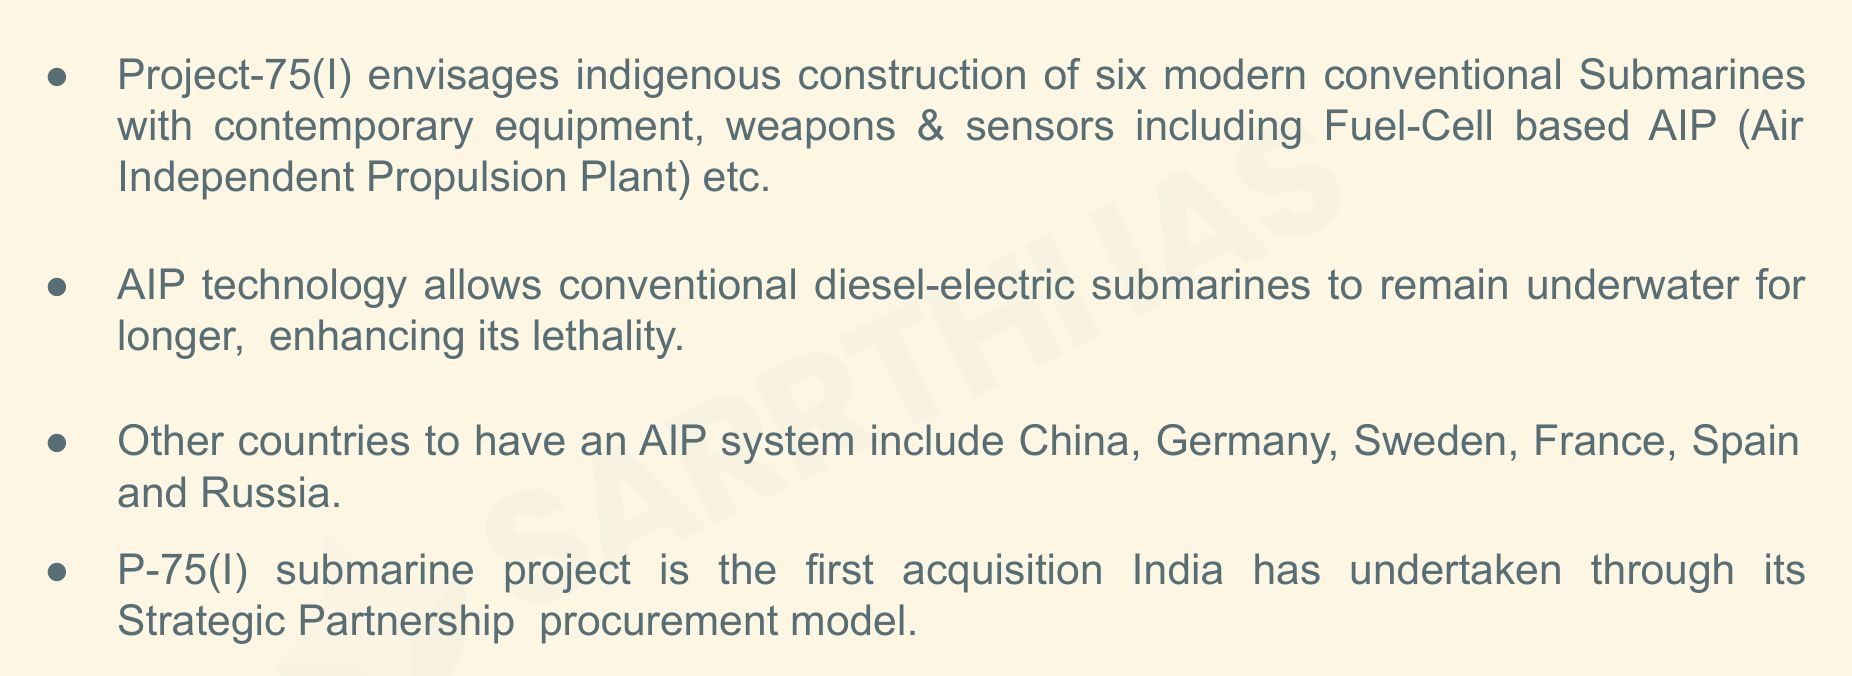 ● Project-75(I) envisages indigenous construction of six modern conventional Submarines
with contemporary equipment, weapons & sensors including Fuel-Cell based AIP (Air
Independent Propulsion Plant) etc.
● AIP technology allows conventional diesel-electric submarines to remain underwater for
longer,  enhancing its lethality.
● Other countries to have an AIP system include China, Germany, Sweden, France, Spain
and Russia.
● P-75(I) submarine project is the first acquisition India has undertaken through its
Strategic Partnership  procurement model.
SARRTHI IAS